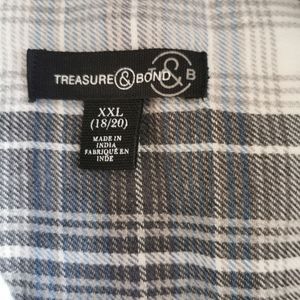 TREASURE & BOND
T & B
XXL
(18/20)
MADE IN
INDIA
FABRIQUÉ EN
INDE